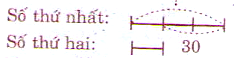 Số thứ nhất:
Số thứ hai: 30